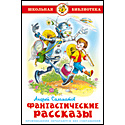 ШКОЛЬНАЯ
БИБЛИОТЕКА
Андрей Саломатов
ФАНТАСТИЧЕСКИЕ
РАССКАЗЫ